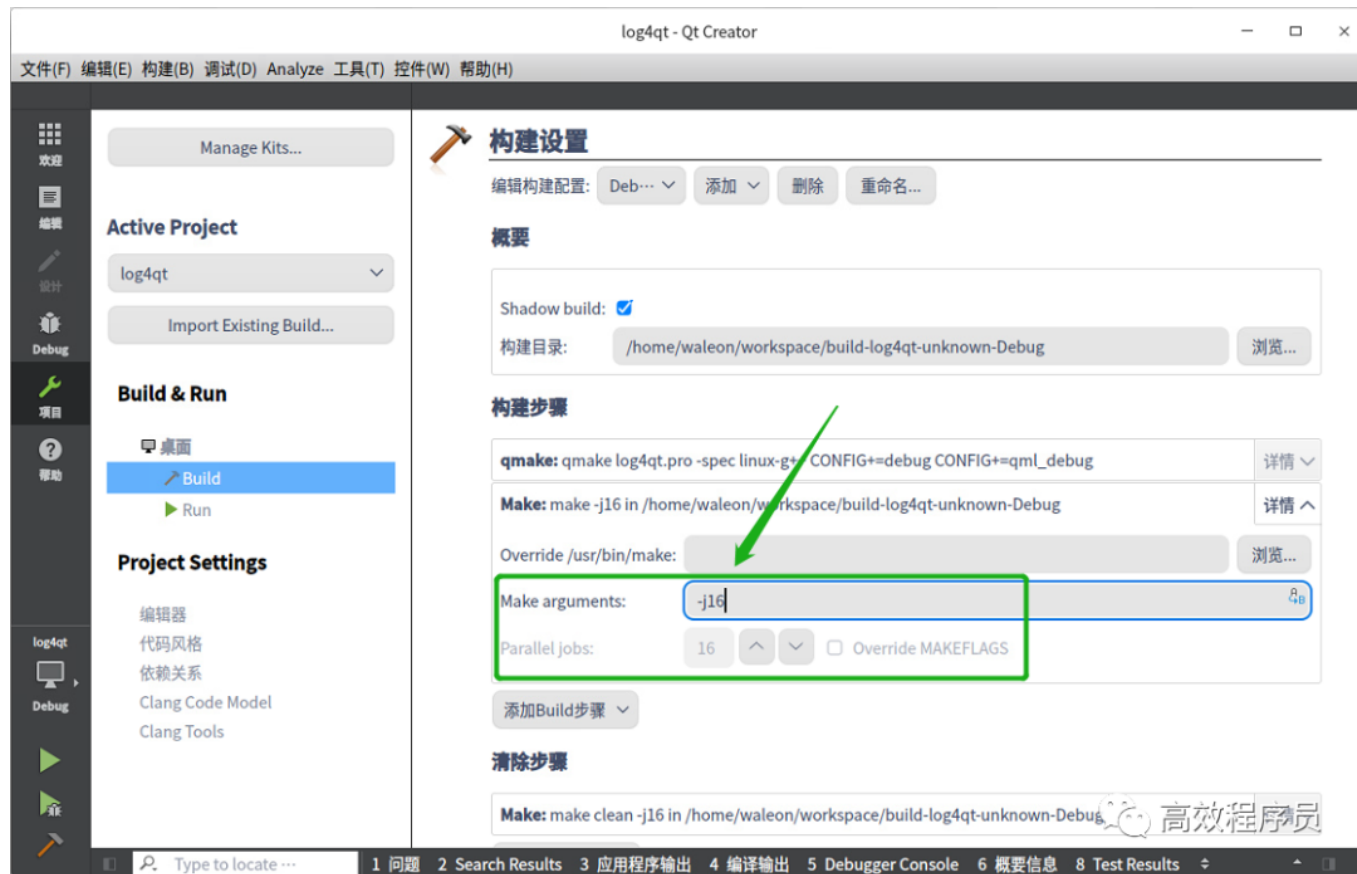 log4qt - Qt Creator
文件(F) 编辑(E) 构建(B) 调试(D) Analyze 工具(T) 控件(W) 帮助(H)
欢迎
编辑
设计
Debug
项目
帮助
log4qt
Debug
Manage Kits...
Active Project
log4qt
Import Existing Build...
Build & Run
桌面
Build
Run
Project Settings
编辑器
代码风格
依赖关系
Clang Code Model
Clang Tools
构建设置
编辑构建配置: Deb··· 添加 删除 重命名...
概要
Shadow build:
构建目录: /home/waleon/workspace/build-log4qt-unknown-Debug 浏览...
构建步骤
qmake: qmake log4qt.pro -spec linux-g++ CONFIG+=debug CONFIG+=qml_debug 详情
Make: make -j16 in /home/waleon/workspace/build-log4qt-unknown-Debug 详情
Override /usr/bin/make: 浏览...
Make arguments: -j16
Parallel jobs: 16 Override MAKEFLAGS
添加Build步骤
清除步骤
Make: make clean -j16 in /home/waleon/workspace/build-log4qt-unknown-Debug 详情
高效程序员
Type to locate ··· 1 问题 2 Search Results 3 应用程序输出 4 编译输出 5 Debugger Console 6 概要信息 8 Test Results